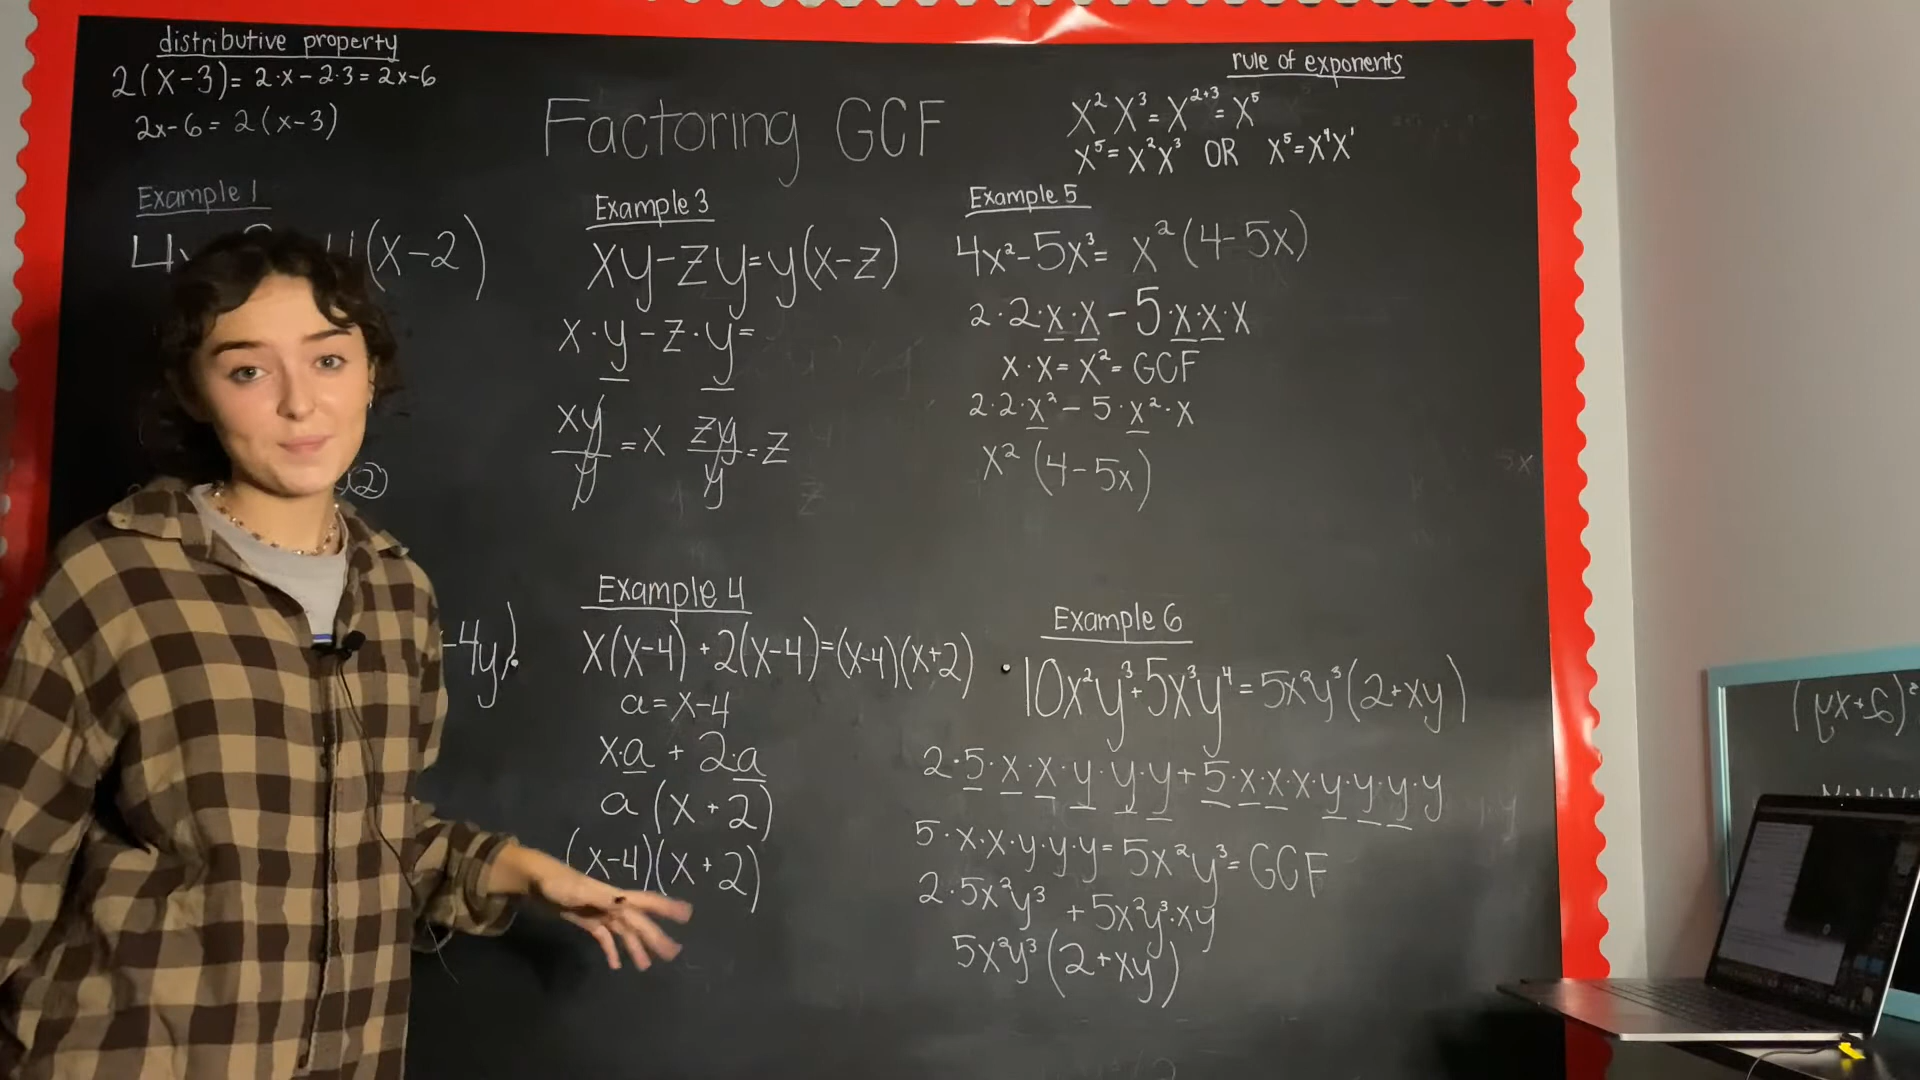 distributive property
2(x-3)= 2·x-2·3=2x-6
2x-6=2(x-3)
Factoring GCF
rule of exponents
x²x³=x²⁺³=x⁵
x⁵=x²x³ OR x⁵=x⁴x¹
Example 1
4(x-2)
Example 3
xy-zy=y(x-z)
x·y-z·y=
xy/y=x zy/y=z
Example 5
4x²-5x³=x²(4-5x)
2·2·x·x-5·x·x·x
x·x=x²=GCF
2·2·x²-5·x²·x
x²(4-5x)
-4y)
Example 4
x(x-4)+2(x-4)=(x-4)(x+2)
a=x-4
x·a+2·a
a(x+2)
(x-4)(x+2)
Example 6
10x²y³+5x³y⁴=5x²y³(2+xy)
2·5·x·x·y·y·y+5·x·x·x·y·y·y·y
5·x·x·y·y·y=5x²y³=GCF
2·5x²y³+5x²y³·xy
5x²y³(2+xy)